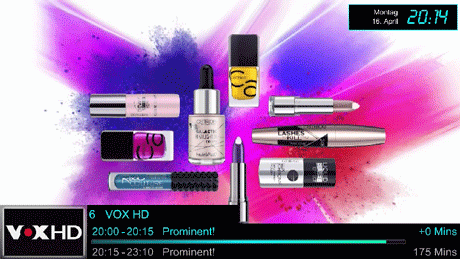 Montag
16. April
20:14
CATRICE
LASHES
6 VOX HD
20:00 - 20:15 Prominent! +0 Mins
VOXHD
20:15 - 23:10 Prominent! 175 Mins